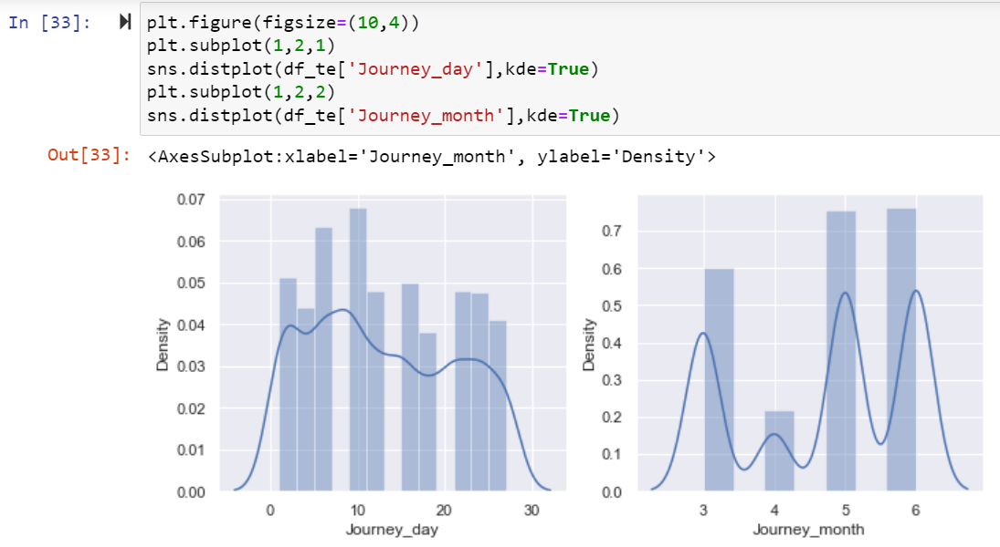 In [33]:
plt.figure(figsize=(10,4))
plt.subplot(1,2,1)
sns.distplot(df_te['Journey_day'],kde=True)
plt.subplot(1,2,2)
sns.distplot(df_te['Journey_month'],kde=True)
Out[33]: <AxesSubplot:xlabel='Journey_month', ylabel='Density'>
0.07
0.06
0.05
0.04
0.03
0.02
0.01
0.00
Density
0 10 20 30
Journey_day
0.7
0.6
0.5
0.4
0.3
0.2
0.1
0.0
Density
3 4 5 6
Journey_month